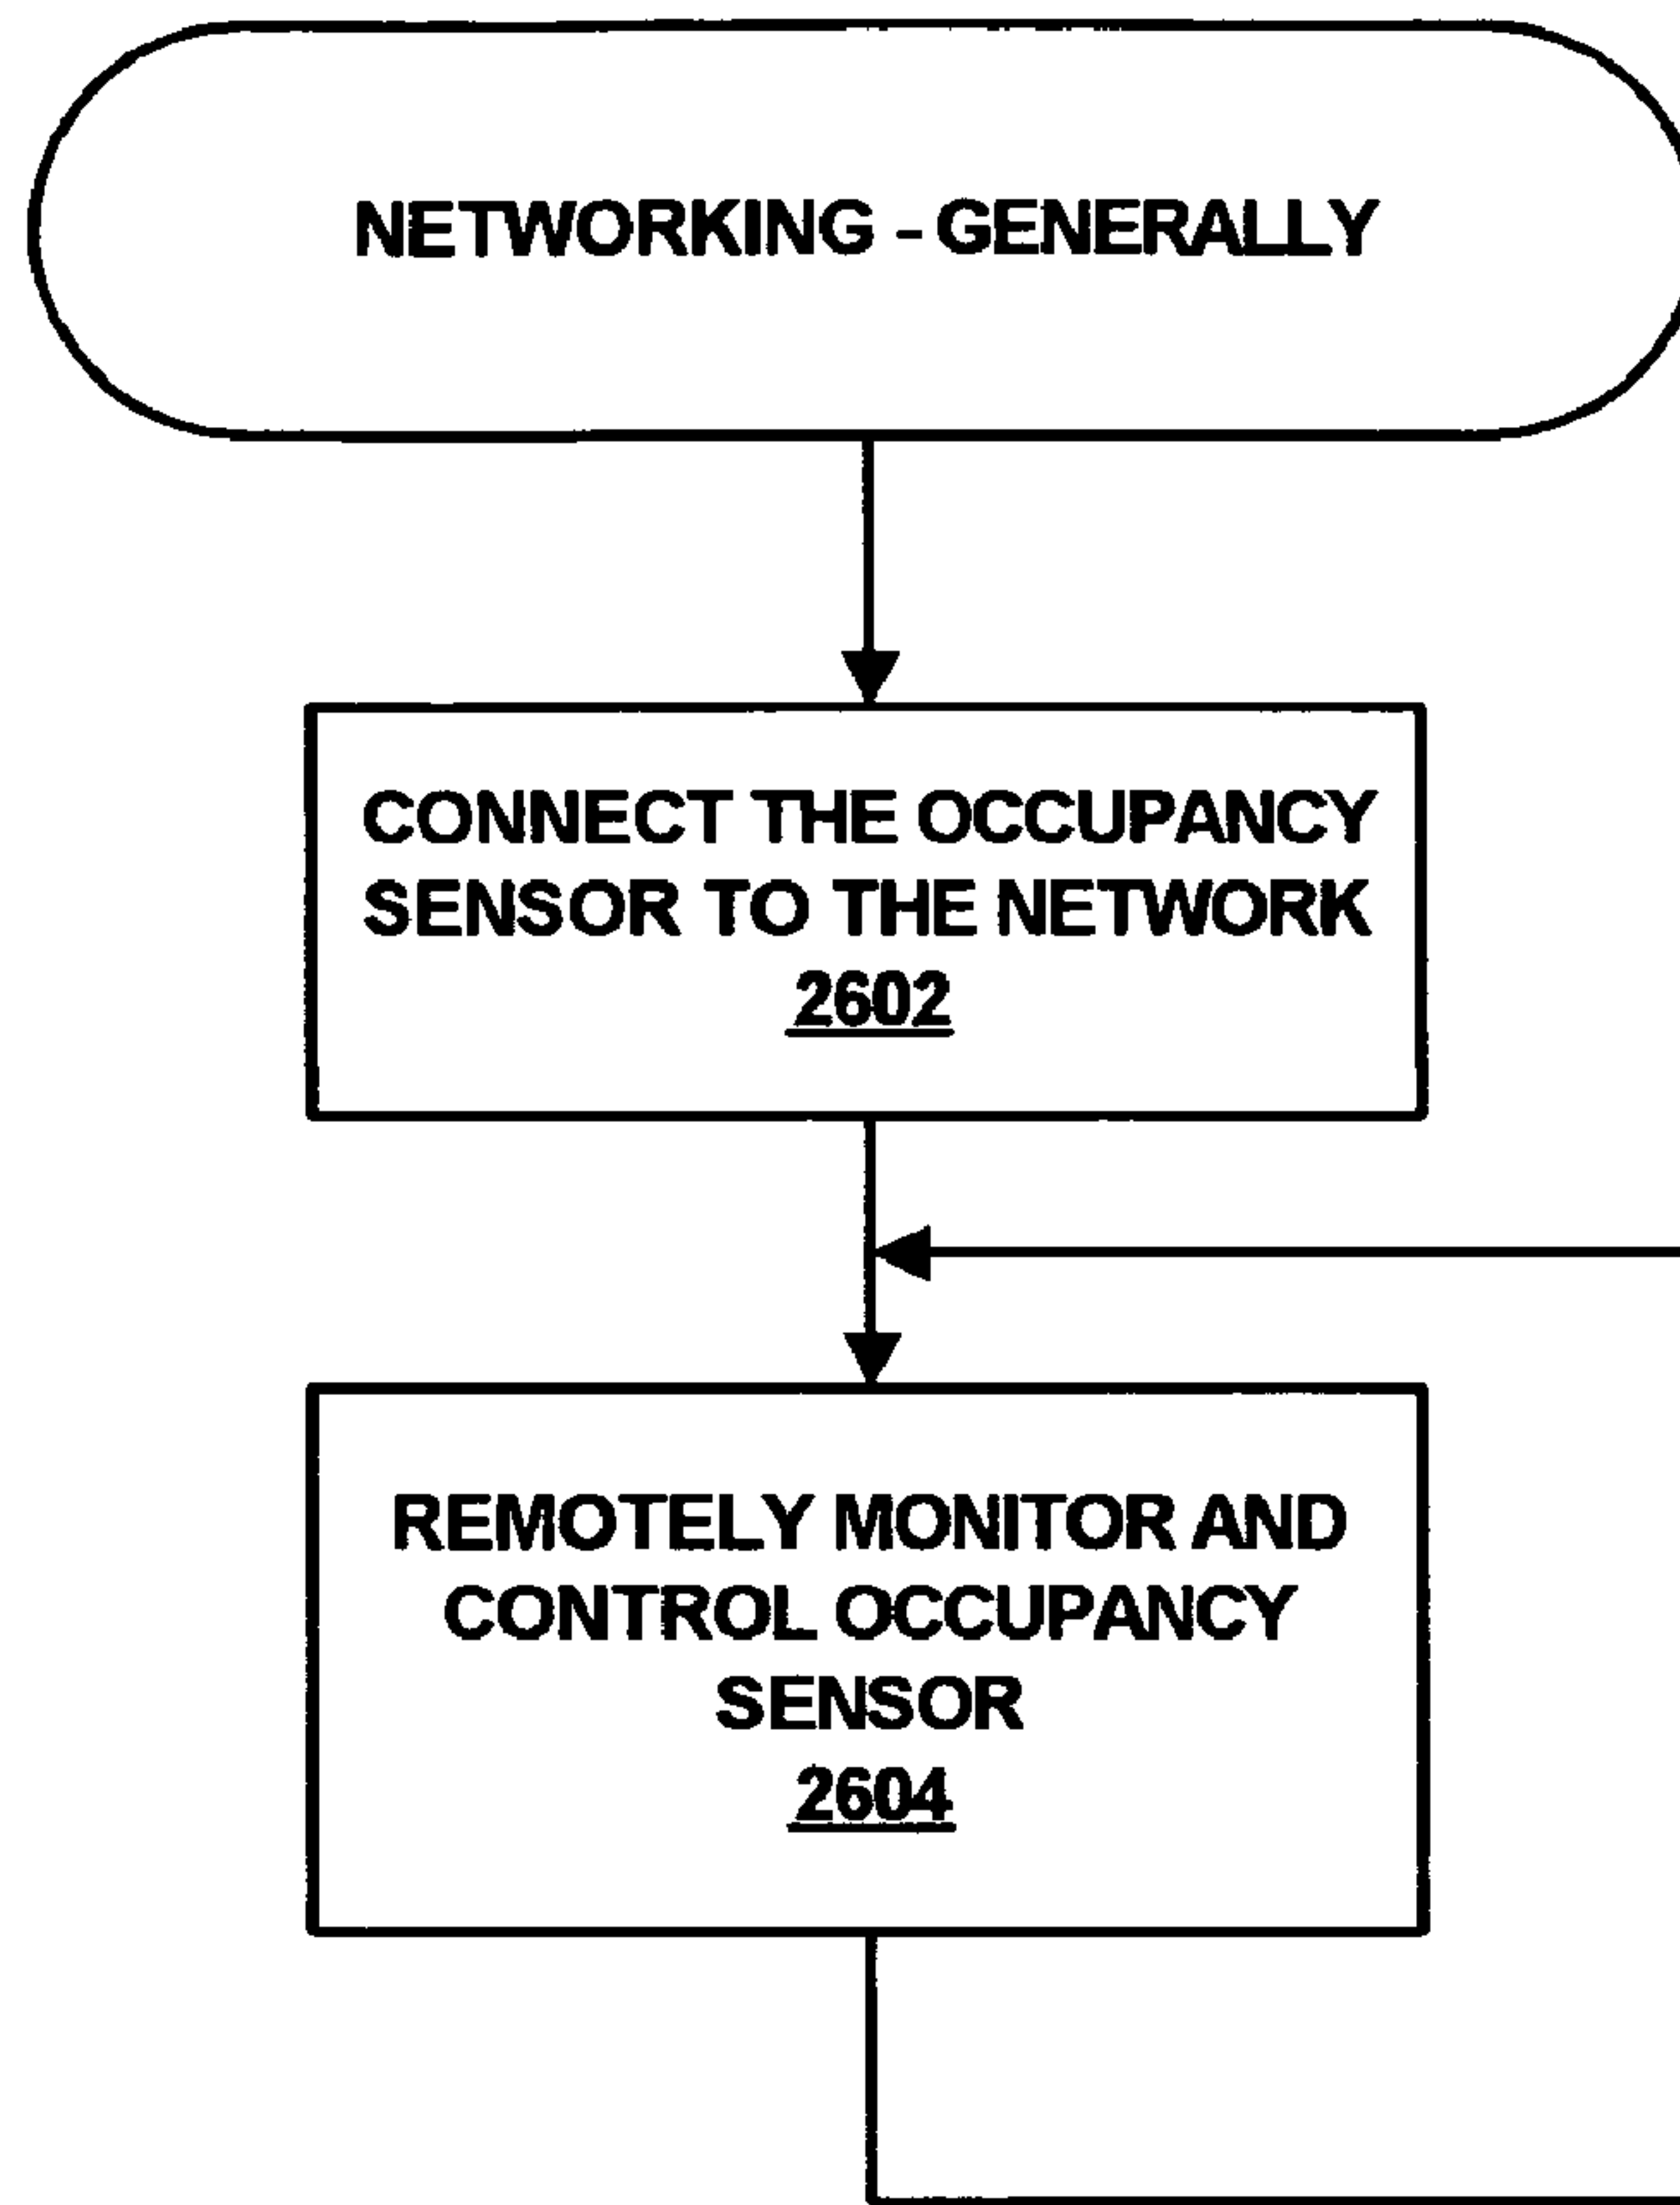 NETWORKING - GENERALLY
CONNECT THE OCCUPANCY
SENSOR TO THE NETWORK
2602
REMOTELY MONITOR AND
CONTROL OCCUPANCY
SENSOR
2604